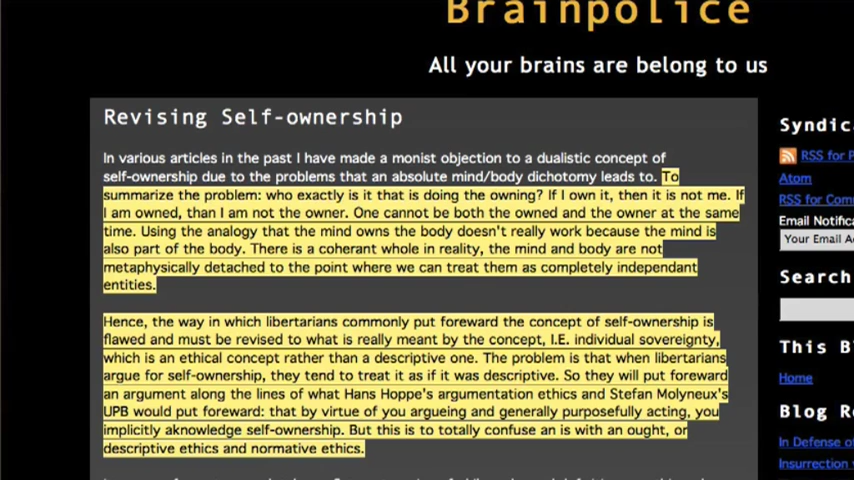 Brainpolice
All your brains are belong to us
Revising Self-ownership
In various articles in the past I have made a monist objection to a dualistic concept of
self-ownership due to the problems that an absolute mind/body dichotomy leads to. To
summarize the problem: who exactly is it that is doing the owning? If I own it, then it is not me. If
I am owned, than I am not the owner. One cannot be both the owned and the owner at the same
time. Using the analogy that the mind owns the body doesn't really work because the mind is
also part of the body. There is a coherant whole in reality, the mind and body are not
metaphysically detached to the point where we can treat them as completely independant
entities.
Hence, the way in which libertarians commonly put foreward the concept of self-ownership is
flawed and must be revised to what is really meant by the concept, I.E. individual sovereignty,
which is an ethical concept rather than a descriptive one. The problem is that when libertarians
argue for self-ownership, they tend to treat it as if it was descriptive. So they will put foreward
an argument along the lines of what Hans Hoppe's argumentation ethics and Stefan Molyneux's
UPB would put foreward: that by virtue of you argueing and generally purposefully acting, you
implicitly aknowledge self-ownership. But this is to totally confuse an is with an ought, or
descriptive ethics and normative ethics.
Syndic
RSS for P
Atom
RSS for Com
Email Notifica
Your Email A
Search
This B
Home
Blog Ro
In Defense of
Insurrection